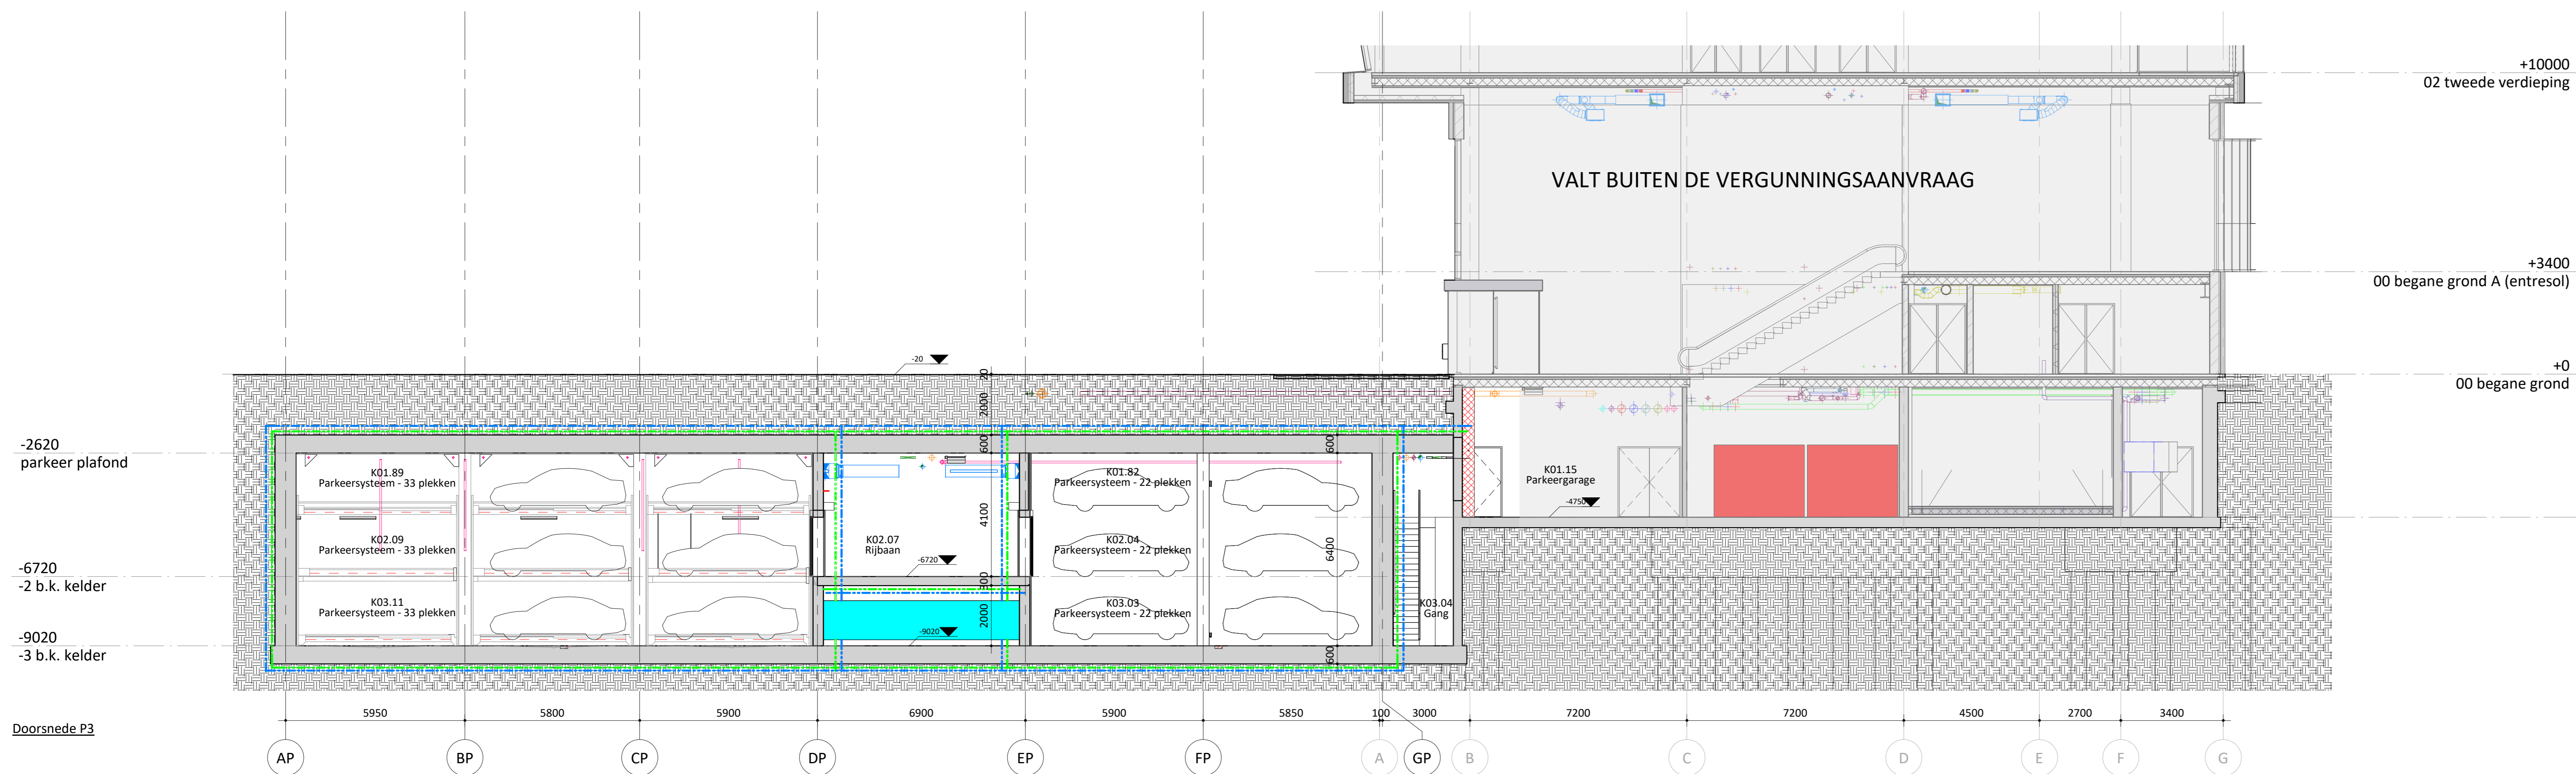 +10000
02 tweede verdieping
VALT BUITEN DE VERGUNNINGSAANVRAAG
+3400
00 begane grond A (entresol)
-20
20
+0
00 begane grond
2000
-2620
parkeer plafond
600
600
K01.89
Parkeersysteem - 33 plekken
K01.82
Parkeersysteem - 22 plekken
K01.15
Parkeergarage
-4750
4100
K02.09
Parkeersysteem - 33 plekken
K02.07
Rijbaan
K02.04
Parkeersysteem - 22 plekken
6400
-6720
-6720
-2 b.k. kelder
300
K03.11
Parkeersysteem - 33 plekken
K03.03
Parkeersysteem - 22 plekken
K03.04
Gang
2000
-9020
-9020
-3 b.k. kelder
600
5950
5800
5900
6900
5900
5850
100
3000
7200
7200
4500
2700
3400
Doorsnede P3
AP
BP
CP
DP
EP
FP
A
GP
B
C
D
E
F
G